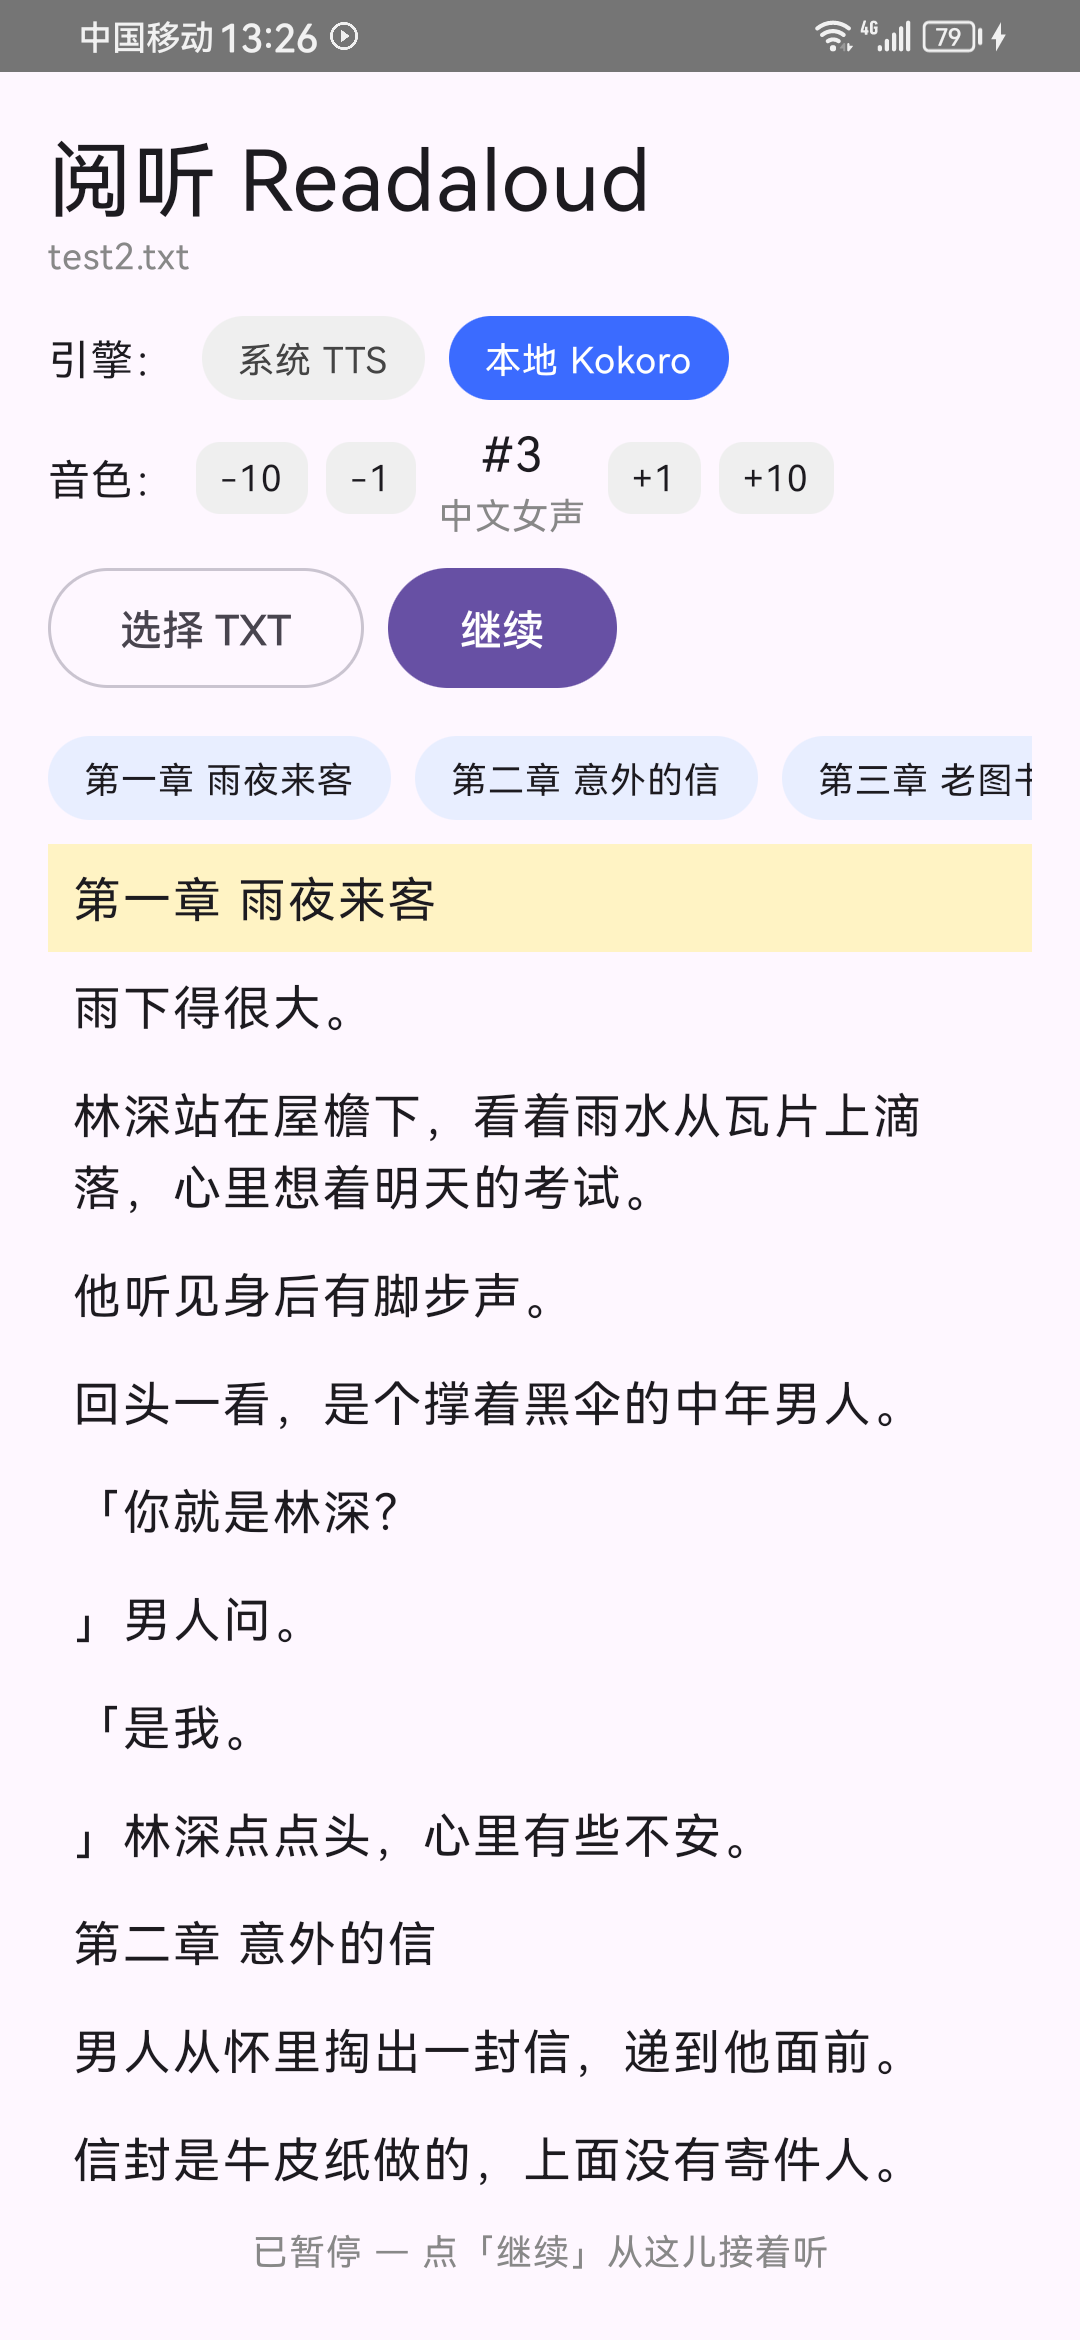 中国移动 13:26 4G 79
阅听 Readaloud
test2.txt
引擎: 系统 TTS 本地 Kokoro
音色: -10 -1 #3 +1 +10
中文女声
选择 TXT 继续
第一章 雨夜来客 第二章 意外的信 第三章 老图
第一章 雨夜来客
雨下得很大。
林深站在屋檐下，看着雨水从瓦片上滴
落，心里想着明天的考试。
他听见身后有脚步声。
回头一看，是个撑着黑伞的中年男人。
「你就是林深？
」男人问。
「是我。
」林深点点头，心里有些不安。
第二章 意外的信
男人从怀里掏出一封信，递到他面前。
信封是牛皮纸做的，上面没有寄件人。
已暂停 — 点「继续」从这儿接着听